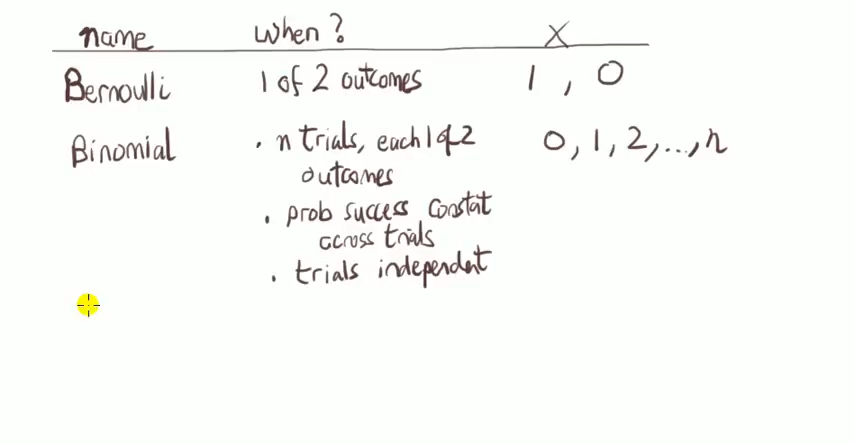 name when? X
Bernoulli 1 of 2 outcomes 1, 0
Binomial · n trials, each 1 of 2 0, 1, 2, ..., n
outcomes
· prob success constat
across trials
· trials independent